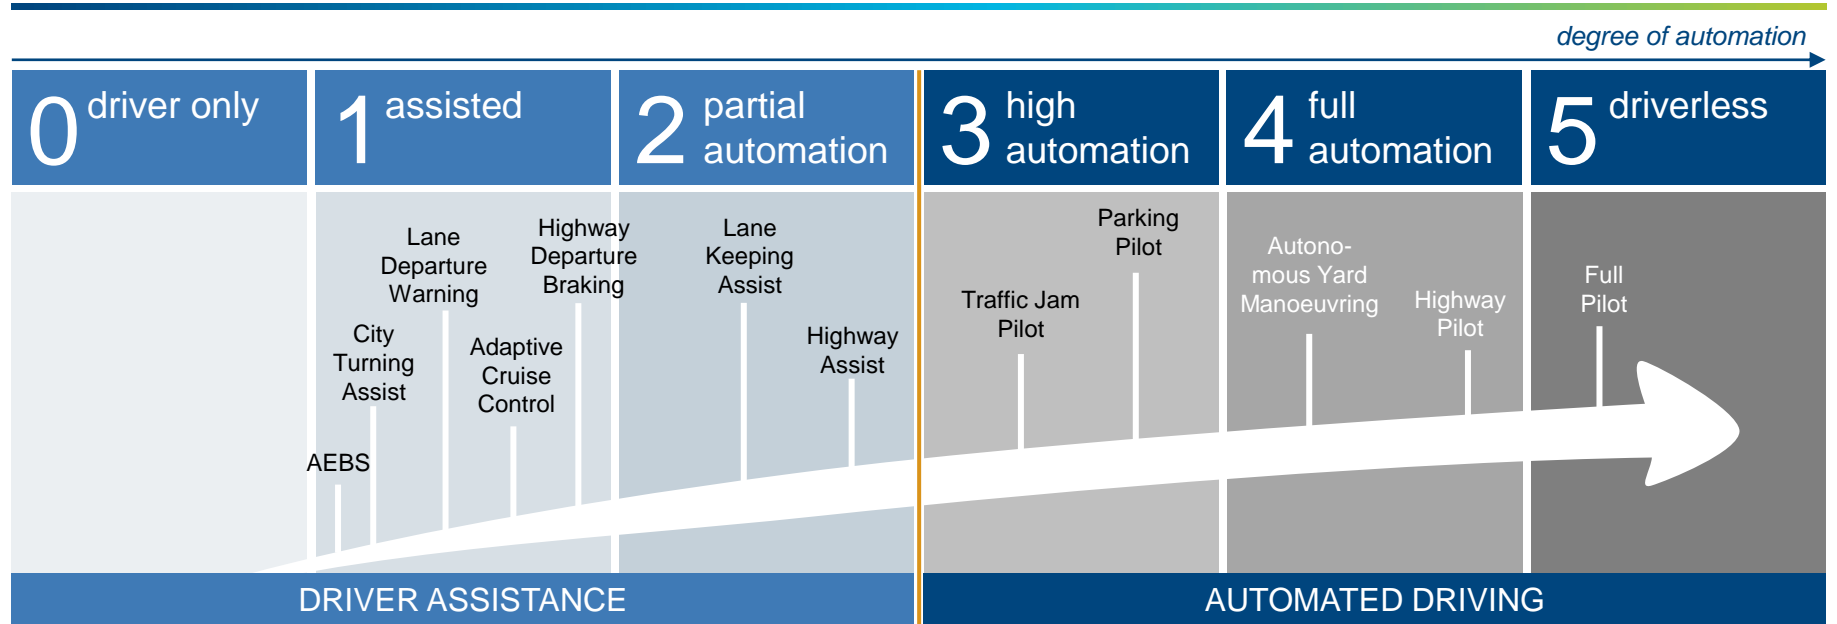 degree of automation
0 driver only
1 assisted
2 partial
automation
3 high
automation
4 full
automation
5 driverless
AEBS
City
Turning
Assist
Lane
Departure
Warning
Adaptive
Cruise
Control
Highway
Departure
Braking
Lane
Keeping
Assist
Highway
Assist
Traffic Jam
Pilot
Parking
Pilot
Autono-
mous Yard
Manoeuvring
Highway
Pilot
Full
Pilot
DRIVER ASSISTANCE
AUTOMATED DRIVING